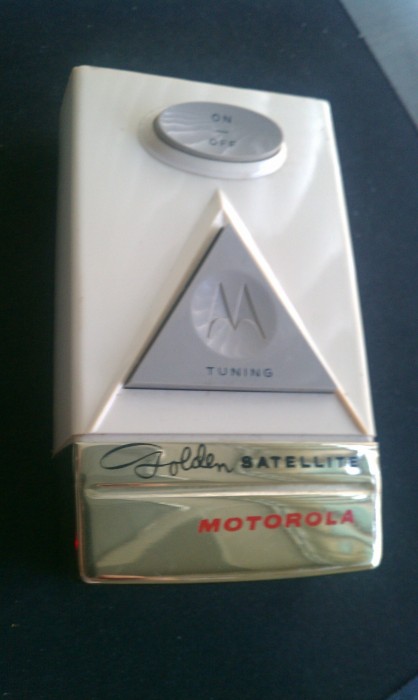 ON
OFF
M
TUNING
Golden SATELLITE
MOTOROLA